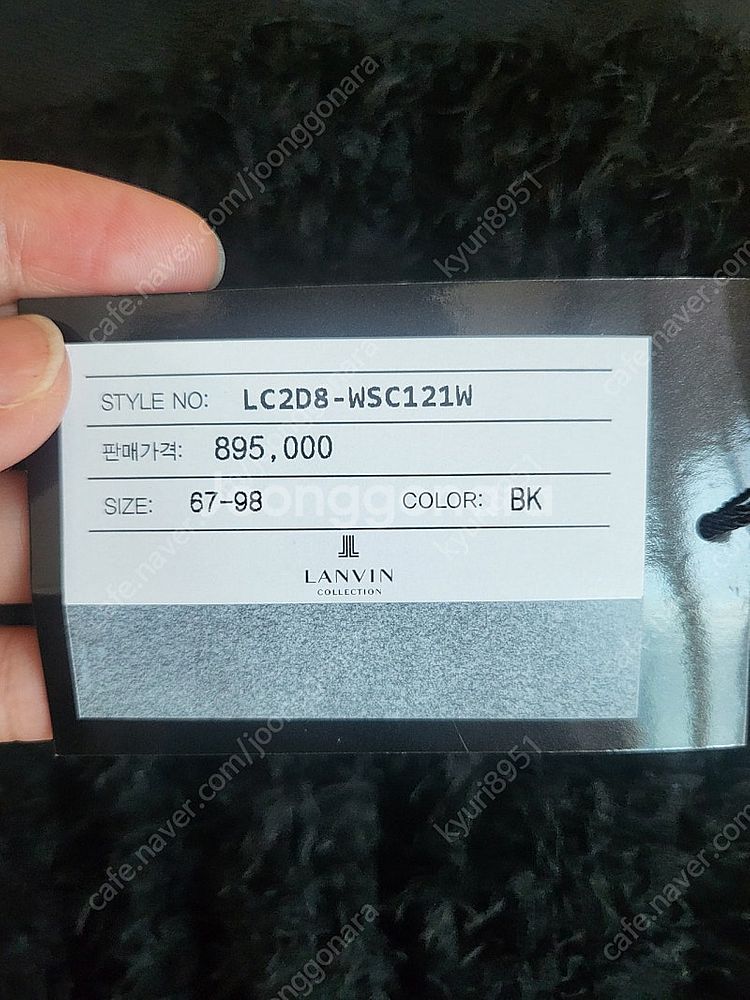 STYLE NO: LC2D8-WSC121W
판매가격: 895,000
SIZE: 67-98 COLOR: BK
LANVIN
COLLECTION
Joonggonara
cafe.naver.com/joonggonara
kyuri8951